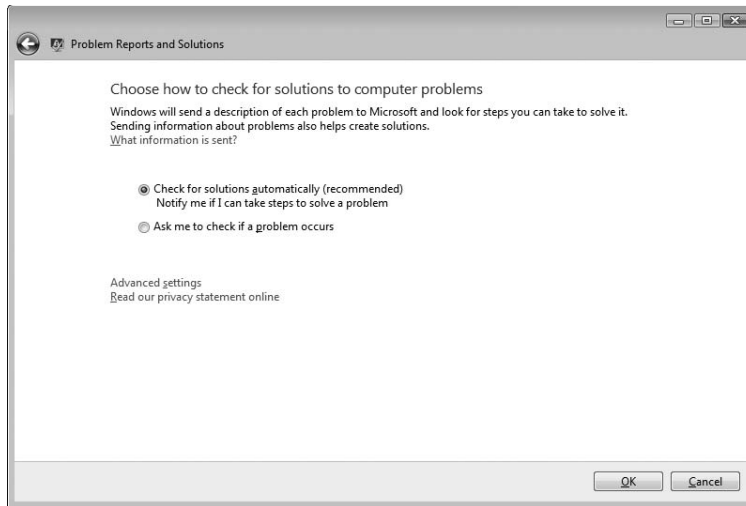 Problem Reports and Solutions
Choose how to check for solutions to computer problems
Windows will send a description of each problem to Microsoft and look for steps you can take to solve it.
Sending information about problems also helps create solutions.
What information is sent?
Check for solutions automatically (recommended)
Notify me if I can take steps to solve a problem
Ask me to check if a problem occurs
Advanced settings
Read our privacy statement online
OK Cancel